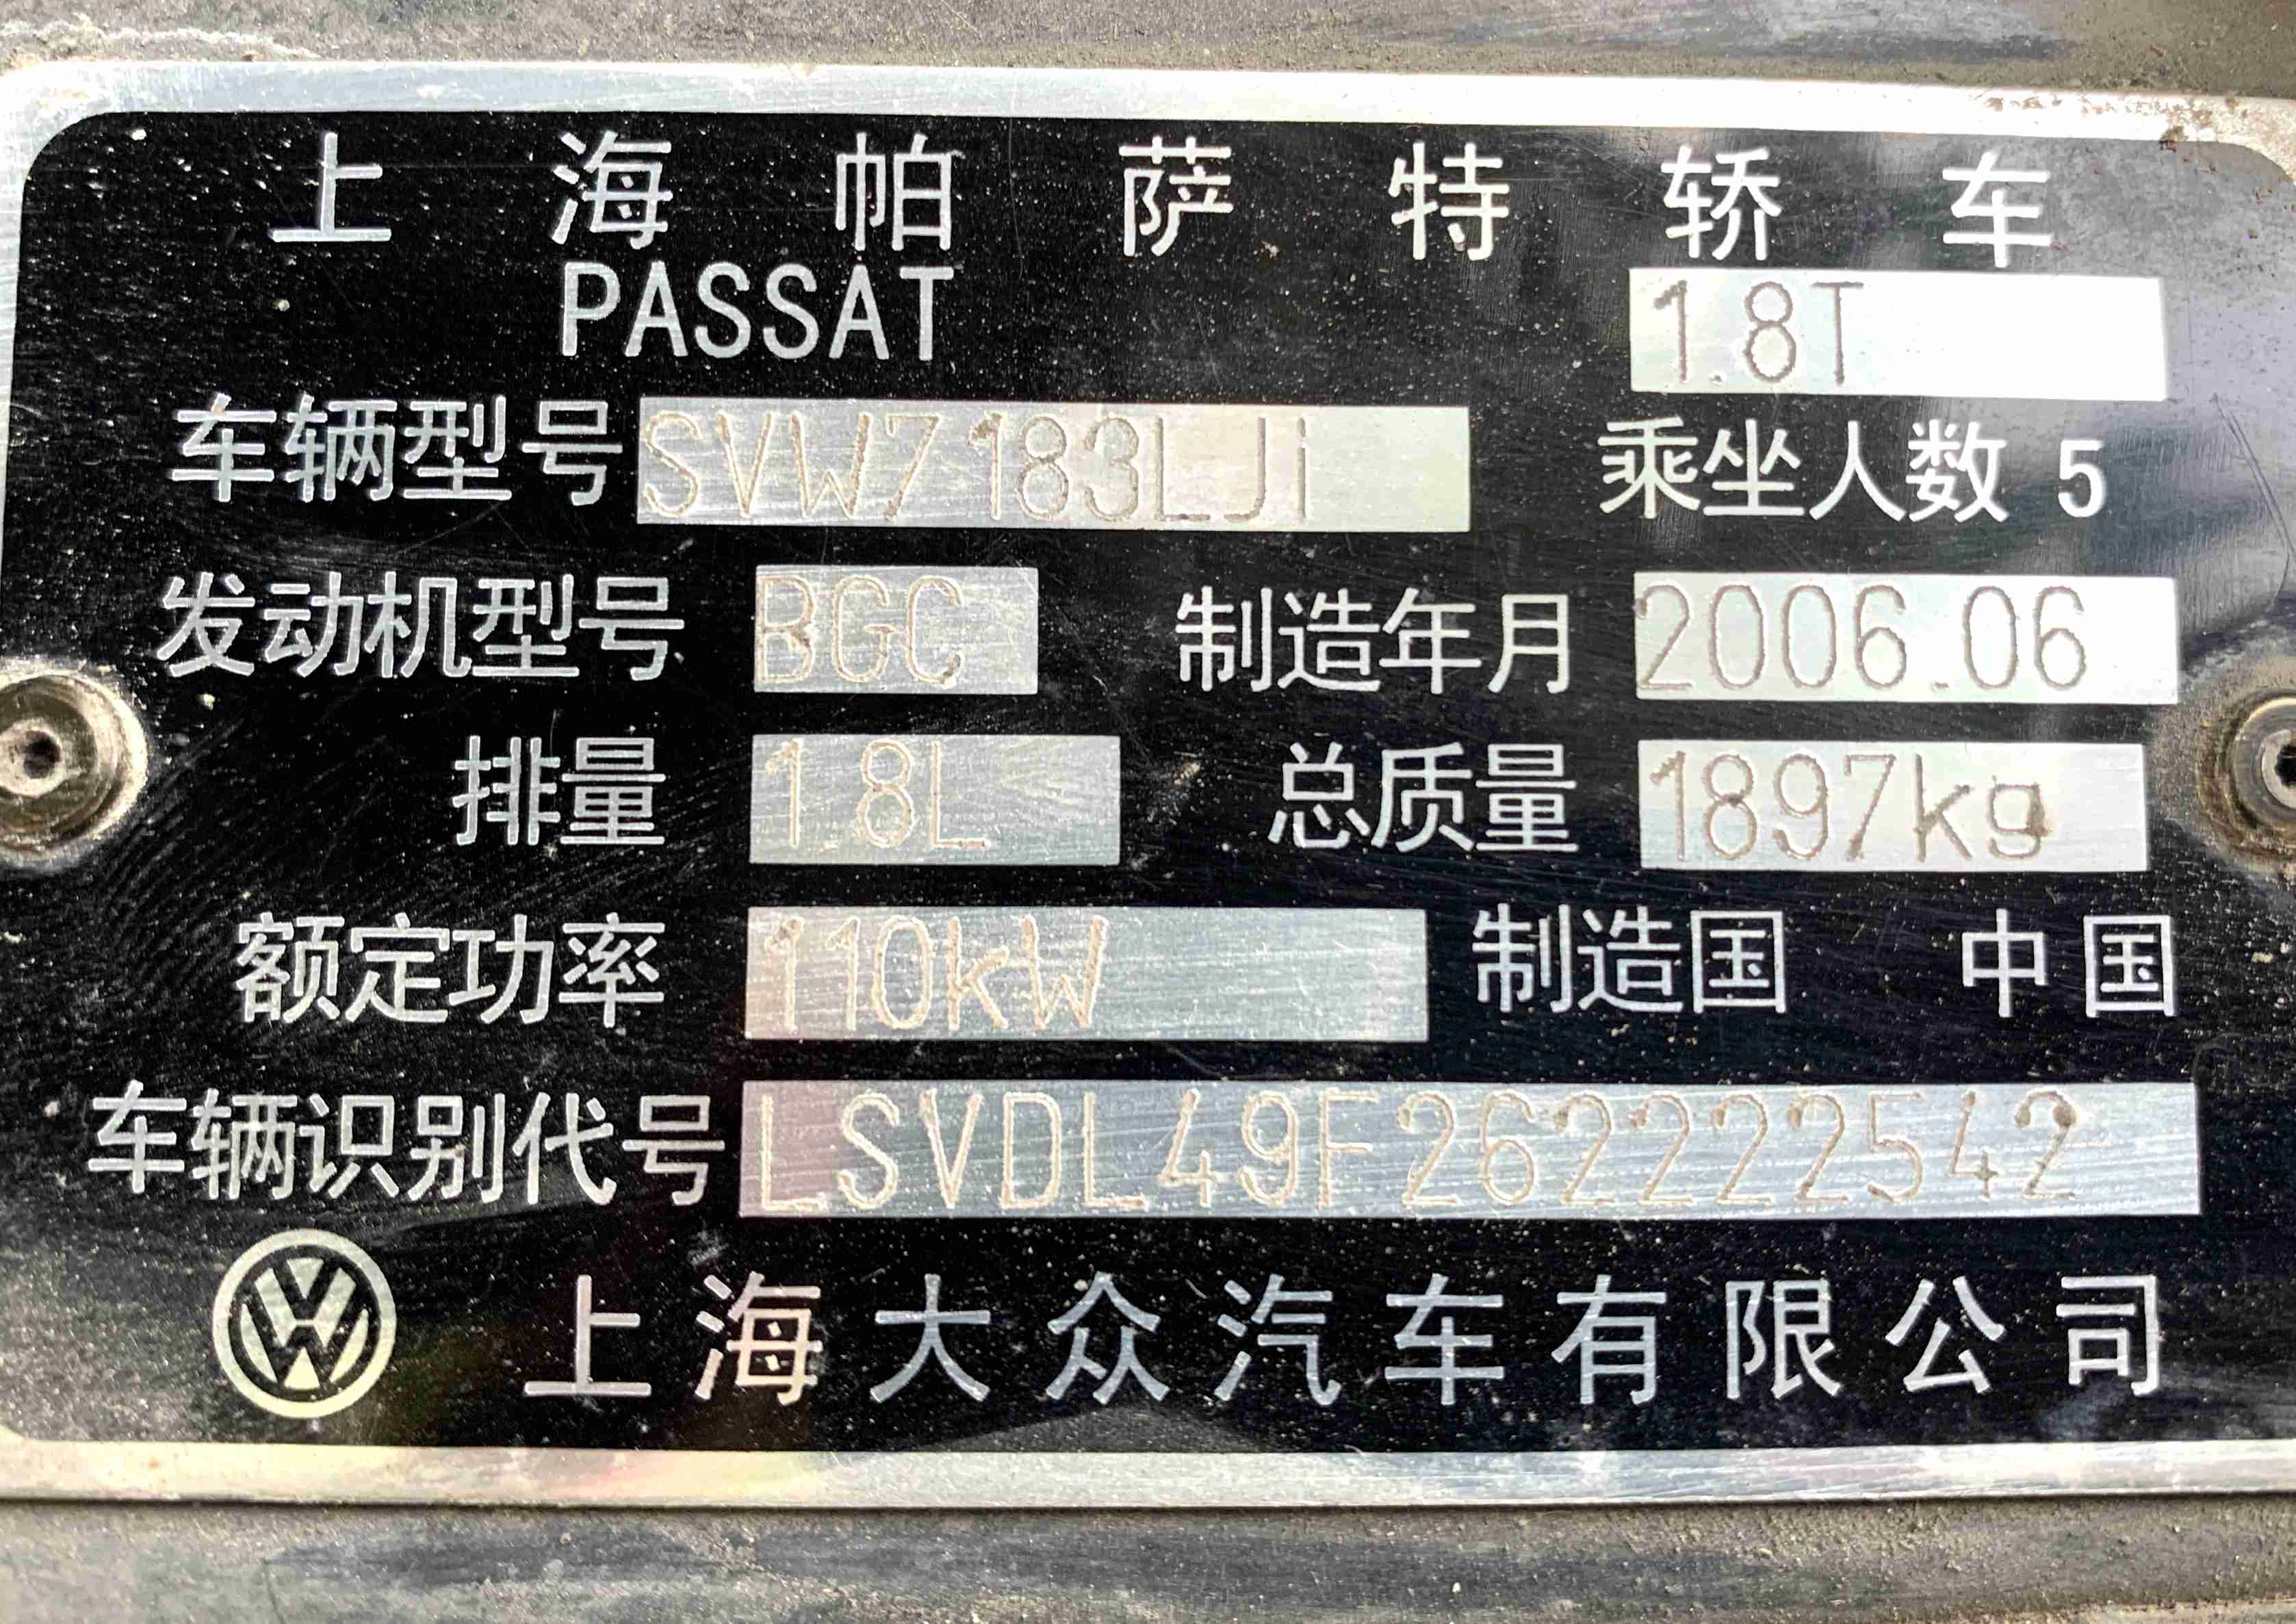 上海帕萨特轿车
PASSAT 1.8T
车辆型号 SVW7183LJi 乘坐人数 5
发动机型号 BGC 制造年月 2006.06
排量 1.8L 总质量 1897kg
额定功率 110kW 制造国 中国
车辆识别代号 LSVDL49F262222542
上海大众汽车有限公司